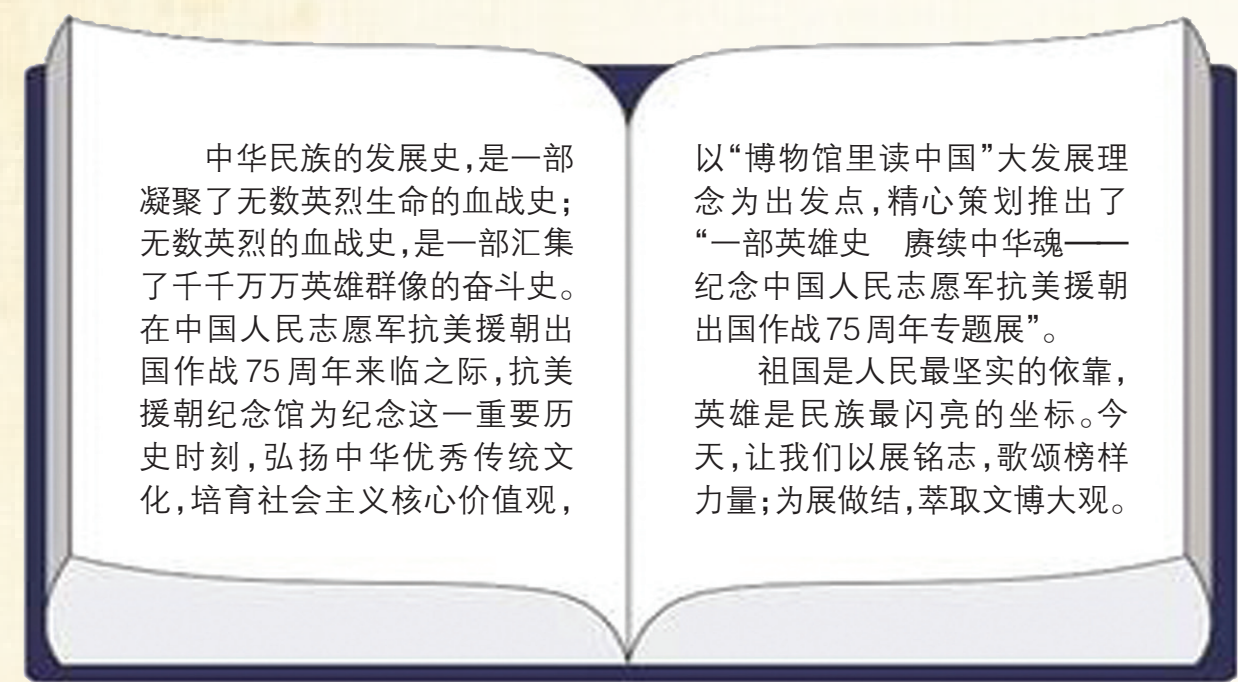 中华民族的发展史,是一部
凝聚了无数英烈生命的血战史;
无数英烈的血战史,是一部汇集
了千千万万英雄群像的奋斗史。
在中国人民志愿军抗美援朝出
国作战75周年来临之际,抗美
援朝纪念馆为纪念这一重要历
史时刻,弘扬中华优秀传统文
化,培育社会主义核心价值观,
以“博物馆里读中国”大发展理
念为出发点,精心策划推出了
“一部英雄史　赓续中华魂——
纪念中国人民志愿军抗美援朝
出国作战75周年专题展”。
祖国是人民最坚实的依靠,
英雄是民族最闪亮的坐标。今
天,让我们以展铭志,歌颂榜样
力量;为展做结,萃取文博大观。